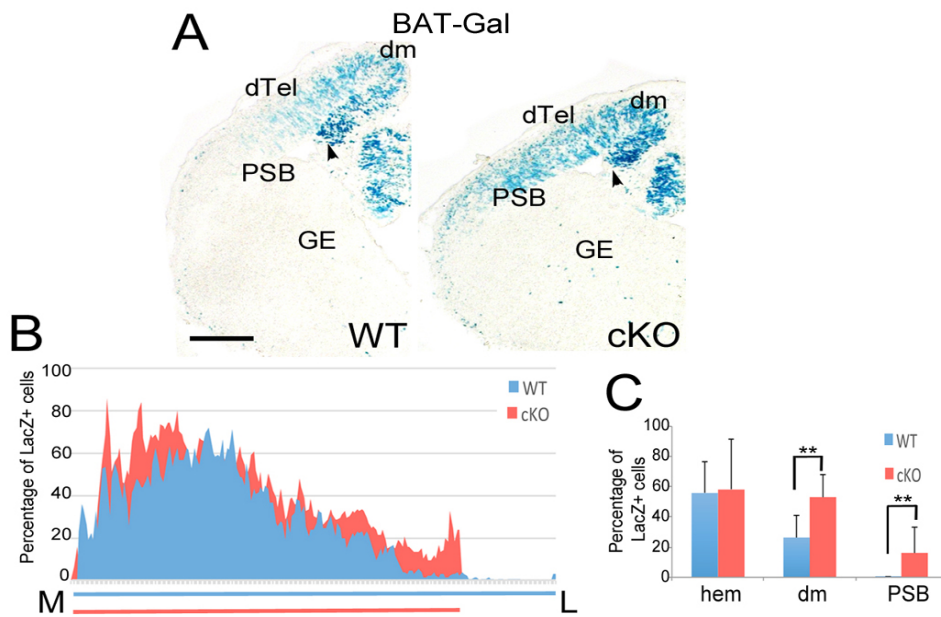 A
BAT-Gal
dm
dTel
PSB
GE
WT
dTel
dm
PSB
GE
cKO
B
Percentage of LacZ+ cells
100
80
60
40
20
0
WT
cKO
M
L
C
Percentage of
LacZ+ cells
100
80
60
40
20
0
**
**
WT
cKO
hem
dm
PSB